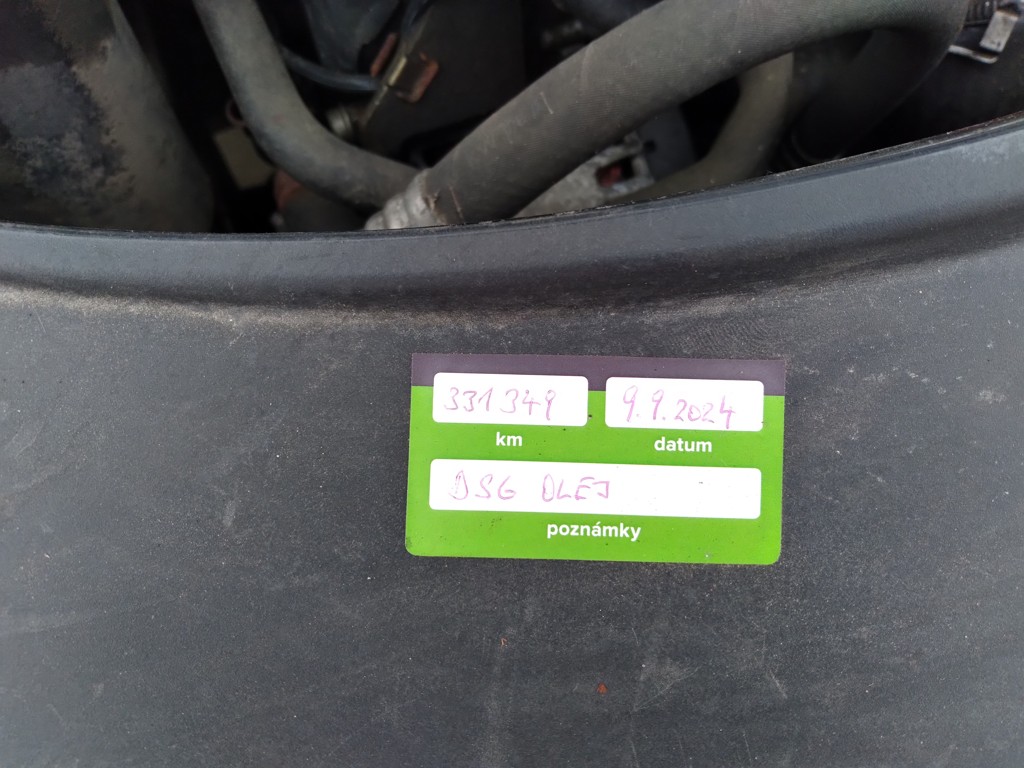 331349 9.9.2024
km datum
DSG OLEJ
poznámky